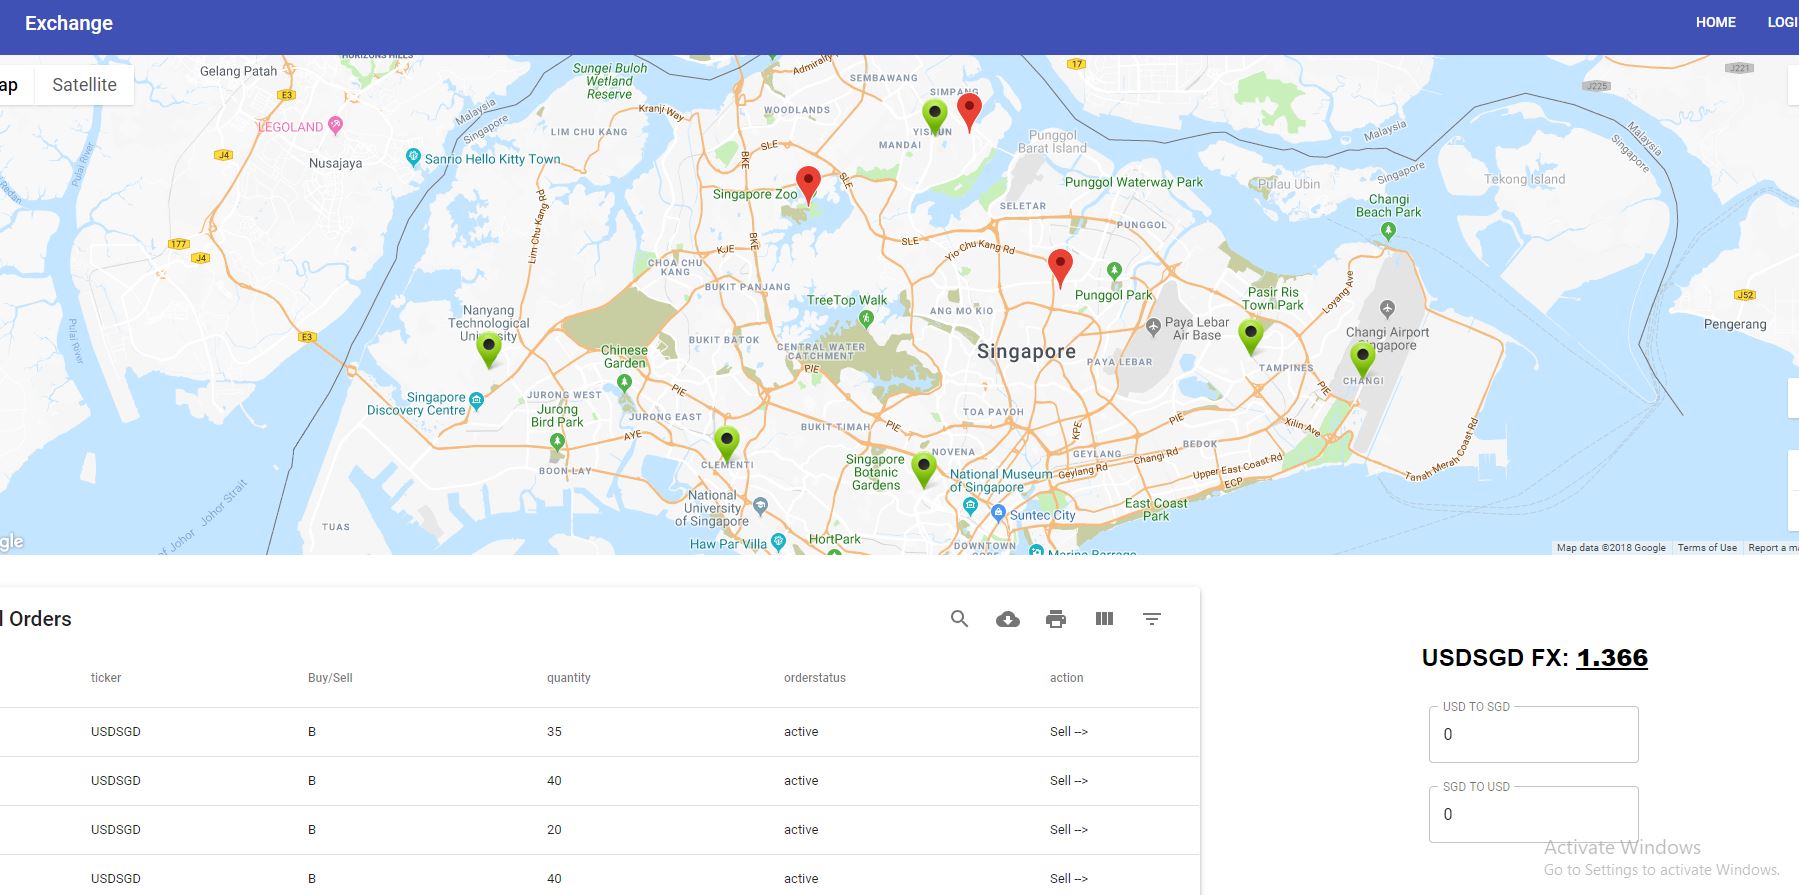 Exchange
HOME
LOGI
ap
Satellite
HORIZONS HILLS
Gelang Patah
E3
LEGOLAND
J4
Nusajaya
Pulai River
177
J4
E3
Pulai River
Sungei Buloh
Wetland
Reserve
Malaysia
Singapore
Sanrio Hello Kitty Town
LIM CHU KANG
Kranji Way
Admiralty
WOODLANDS
SEMBAWANG
SIMPANG
YISHUN
MANDAI
SLE
BKE
SLE
Singapore Zoo
Lim Chu Kang Rd
KJE
BKE
SLE
Yio Chu Kang Rd
SELETAR
PUNGGOL
Punggol
Barat Island
17
J221
J225
Malaysia
Singapore
Malaysia
Singapore
Punggol Waterway Park
Pulau Ubin
Changi
Beach Park
Tekong Island
CHOA CHU
KANG
BUKIT PANJANG
TreeTop Walk
ANG MO KIO
Punggol Park
Pasir Ris
Town Park
Loyang Ave
J52
Pengerang
Nanyang
Technological
University
Chinese
Garden
BUKIT BATOK
CENTRAL WATER
CATCHMENT
PIE
Singapore
PAYA LEBAR
Paya Lebar
Air Base
Changi Airport
Singapore
TAMPINES
CHANGI
PIE
Singapore
Discovery Centre
JURONG WEST
Jurong
Bird Park
JURONG EAST
PIE
AYE
BUKIT TIMAH
PIE
TOA PAYOH
KPE
PIE
Xilin Ave
BEDOK
BOON LAY
CLEMENTI
Singapore
Botanic
Gardens
NOVENA
GEYLANG
Geylang Rd
Changi Rd
Upper East Coast Rd
ECP
Tanah Merah Coast Rd
National Museum
of Singapore
National
University
of Singapore
Suntec City
East Coast
Park
TUAS
Johor Strait
of Johor
Haw Par Villa
HortPark
DOWNTOWN
CORE
Marina Barrage
gle
Map data ©2018 Google
Terms of Use
Report a ma
l Orders
ticker Buy/Sell quantity orderstatus action
USDSGD B 35 active Sell -->
USDSGD B 40 active Sell -->
USDSGD B 20 active Sell -->
USDSGD B 40 active Sell -->
USDSGD FX: 1.366
USD TO SGD
0
SGD TO USD
0
Activate Windows
Go to Settings to activate Windows.